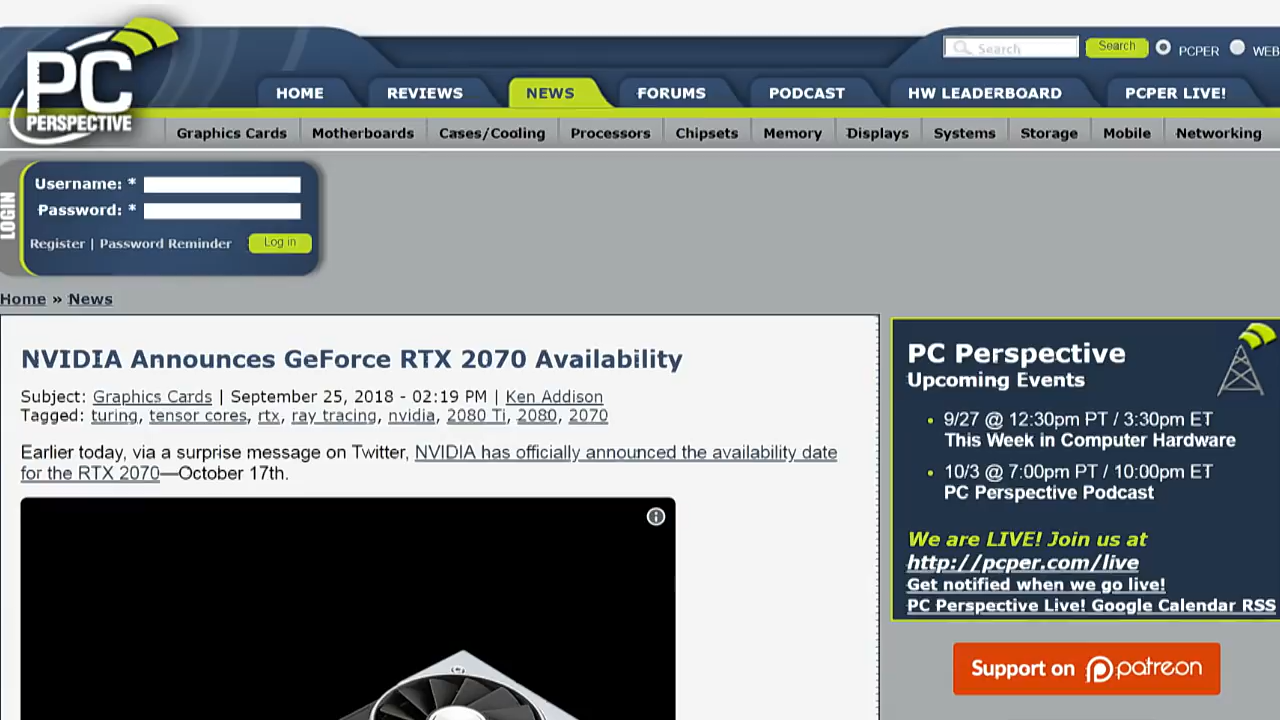 PC
PERSPECTIVE
Search Search PCPER WEB
HOME REVIEWS NEWS FORUMS PODCAST HW LEADERBOARD PCPER LIVE!
Graphics Cards Motherboards Cases/Cooling Processors Chipsets Memory Displays Systems Storage Mobile Networking
LOGIN
Username: *
Password: *
Register | Password Reminder Log in
Home » News
NVIDIA Announces GeForce RTX 2070 Availability
Subject: Graphics Cards | September 25, 2018 - 02:19 PM | Ken Addison
Tagged: turing, tensor cores, rtx, ray tracing, nvidia, 2080 Ti, 2080, 2070
Earlier today, via a surprise message on Twitter, NVIDIA has officially announced the availability date
for the RTX 2070—October 17th.
PC Perspective
Upcoming Events
• 9/27 @ 12:30pm PT / 3:30pm ET
This Week in Computer Hardware
• 10/3 @ 7:00pm PT / 10:00pm ET
PC Perspective Podcast
We are LIVE! Join us at
http://pcper.com/live
Get notified when we go live!
PC Perspective Live! Google Calendar RSS
Support on patreon